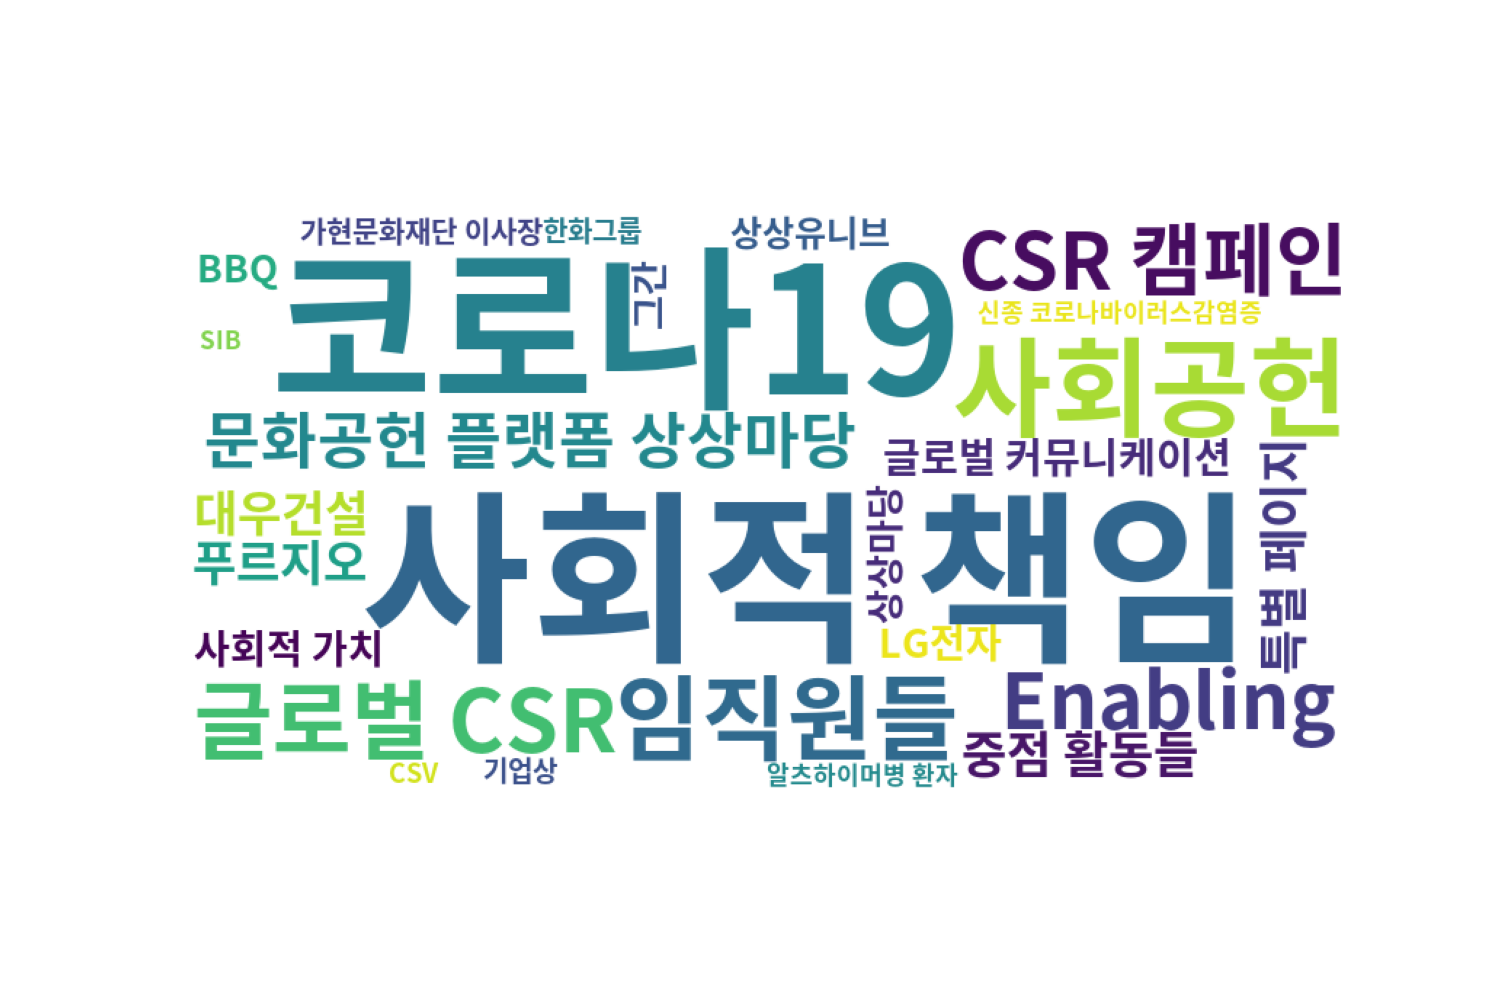 가현문화재단 이사장
한화그룹
상상유니브
CSR 캠페인
BBQ
코로나19
그간
신종 코로나바이러스감염증
SIB
사회공헌
문화공헌 플랫폼 상상마당
글로벌 커뮤니케이션
특별 페이지
대우건설
사회적 책임
상상마당
푸르지오
사회적 가치
LG전자
글로벌 CSR
임직원들
Enabling
중점 활동들
CSV
기업상
알츠하이머병 환자